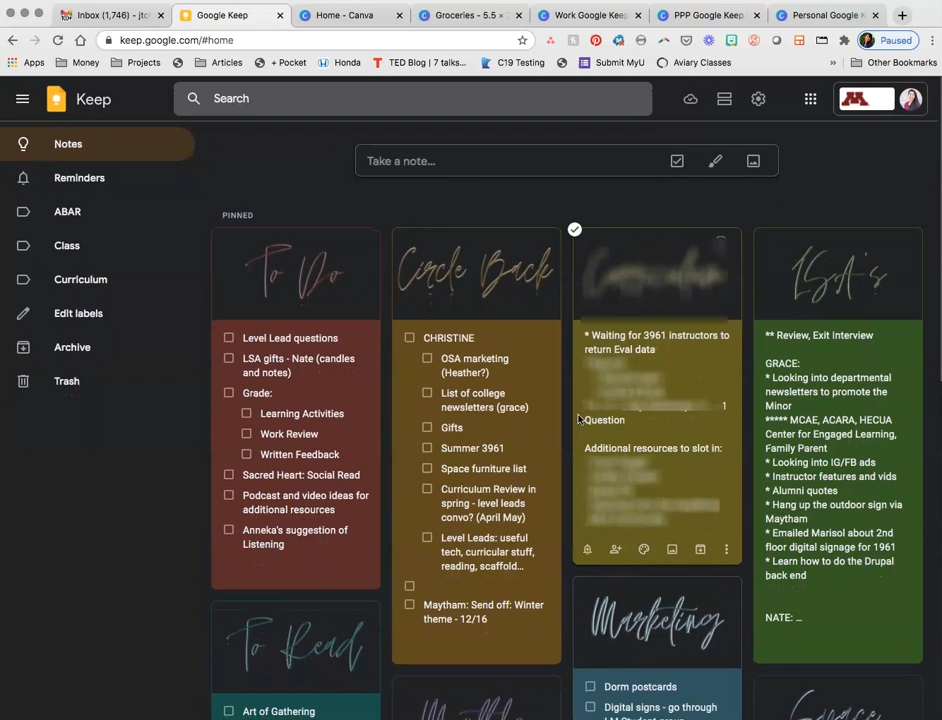 Inbox (1,746) - jtc
Google Keep
Home - Canva
Groceries - 5.5 ×
Work Google Keep
PPP Google Keep
Personal Google K
keep.google.com/#home
Paused
Apps
Money
Projects
Articles
+ Pocket
Honda
TED Blog | 7 talks...
C19 Testing
Submit MyU
Aviary Classes
»
Other Bookmarks
Keep
Search
M
Notes
Reminders
ABAR
Class
Curriculum
Edit labels
Archive
Trash
Take a note...
PINNED
To Do
Level Lead questions
LSA gifts - Nate (candles
and notes)
Grade:
Learning Activities
Work Review
Written Feedback
Sacred Heart: Social Read
Podcast and video ideas for
additional resources
Anneka's suggestion of
Listening
To Read
Art of Gathering
Circle Back
CHRISTINE
OSA marketing
(Heather?)
List of college
newsletters (grace)
Gifts
Summer 3961
Space furniture list
Curriculum Review in
spring - level leads
convo? (April May)
Level Leads: useful
tech, curricular stuff,
reading, scaffold...
Maytham: Send off: Winter
theme - 12/16
* Waiting for 3961 instructors to
return Eval data
1
Question
Additional resources to slot in:
Marketing
Dorm postcards
Digital signs - go through
LSA's
** Review, Exit Interview
GRACE:
* Looking into departmental
newsletters to promote the
Minor
***** MCAE, ACARA, HECUA
Center for Engaged Learning,
Family Parent
* Looking into IG/FB ads
* Instructor features and vids
* Alumni quotes
* Hang up the outdoor sign via
Maytham
* Emailed Marisol about 2nd
floor digital signage for 1961
* Learn how to do the Drupal
back end
NATE: ...
Grace